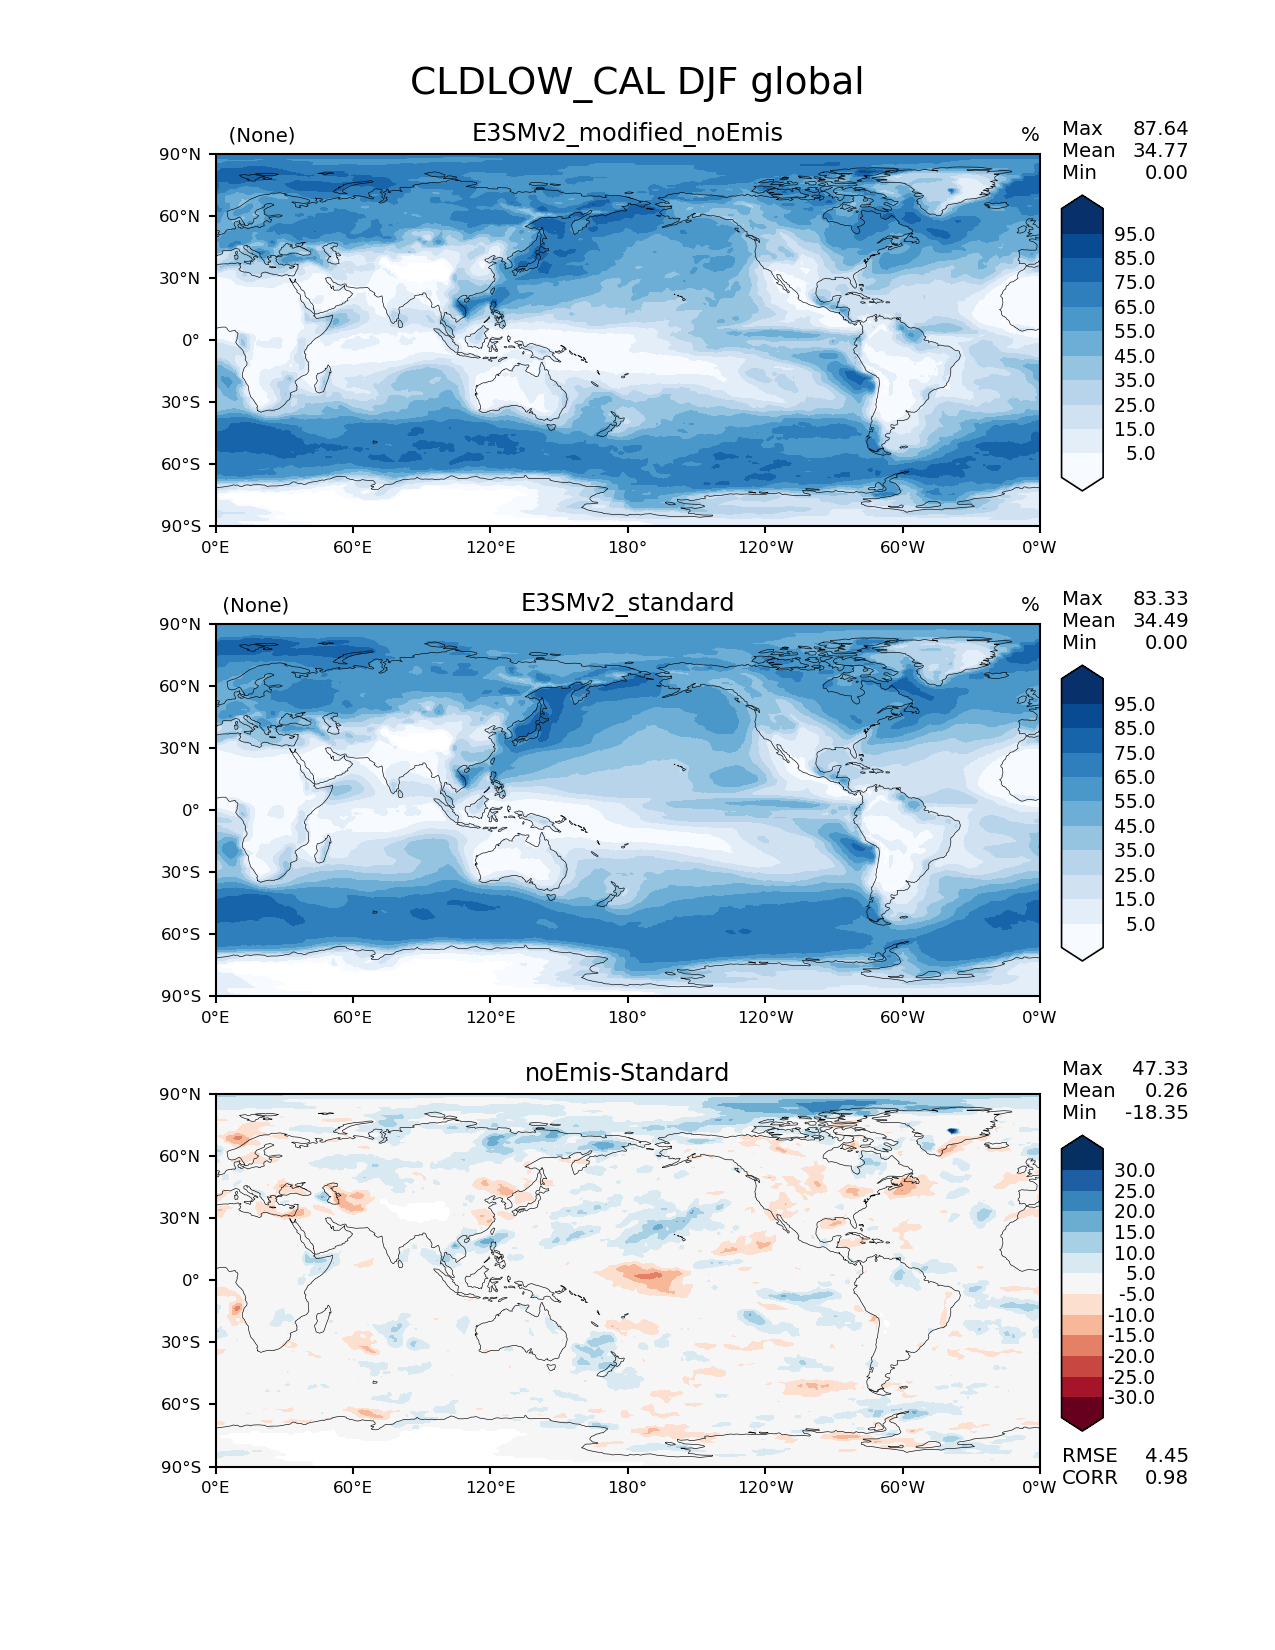 CLDLOW_CAL DJF global
(None) E3SMv2_modified_noEmis %
Max 87.64
Mean 34.77
Min 0.00
90°N
60°N
30°N
0°
30°S
60°S
90°S
0°E 60°E 120°E 180° 120°W 60°W 0°W
95.0
85.0
75.0
65.0
55.0
45.0
35.0
25.0
15.0
5.0
(None) E3SMv2_standard %
Max 83.33
Mean 34.49
Min 0.00
90°N
60°N
30°N
0°
30°S
60°S
90°S
0°E 60°E 120°E 180° 120°W 60°W 0°W
95.0
85.0
75.0
65.0
55.0
45.0
35.0
25.0
15.0
5.0
noEmis-Standard
Max 47.33
Mean 0.26
Min -18.35
90°N
60°N
30°N
0°
30°S
60°S
90°S
0°E 60°E 120°E 180° 120°W 60°W 0°W
30.0
25.0
20.0
15.0
10.0
5.0
-5.0
-10.0
-15.0
-20.0
-25.0
-30.0
RMSE 4.45
CORR 0.98